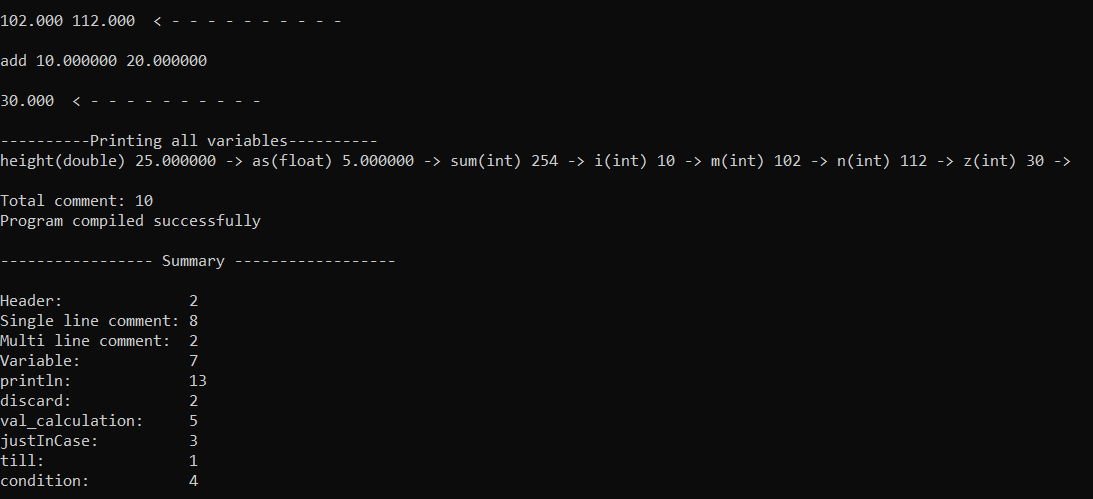 102.000 112.000  < - - - - - - - - - - -
add 10.000000 20.000000
30.000  < - - - - - - - - - - -
----------Printing all variables----------
height(double) 25.000000 -> as(float) 5.000000 -> sum(int) 254 -> i(int) 10 -> m(int) 102 -> n(int) 112 -> z(int) 30 ->
Total comment: 10
Program compiled successfully
----------------- Summary ------------------
Header:              2
Single line comment: 8
Multi line comment:  2
Variable:            7
println:             13
discard:             2
val_calculation:     5
justInCase:          3
till:                1
condition:           4